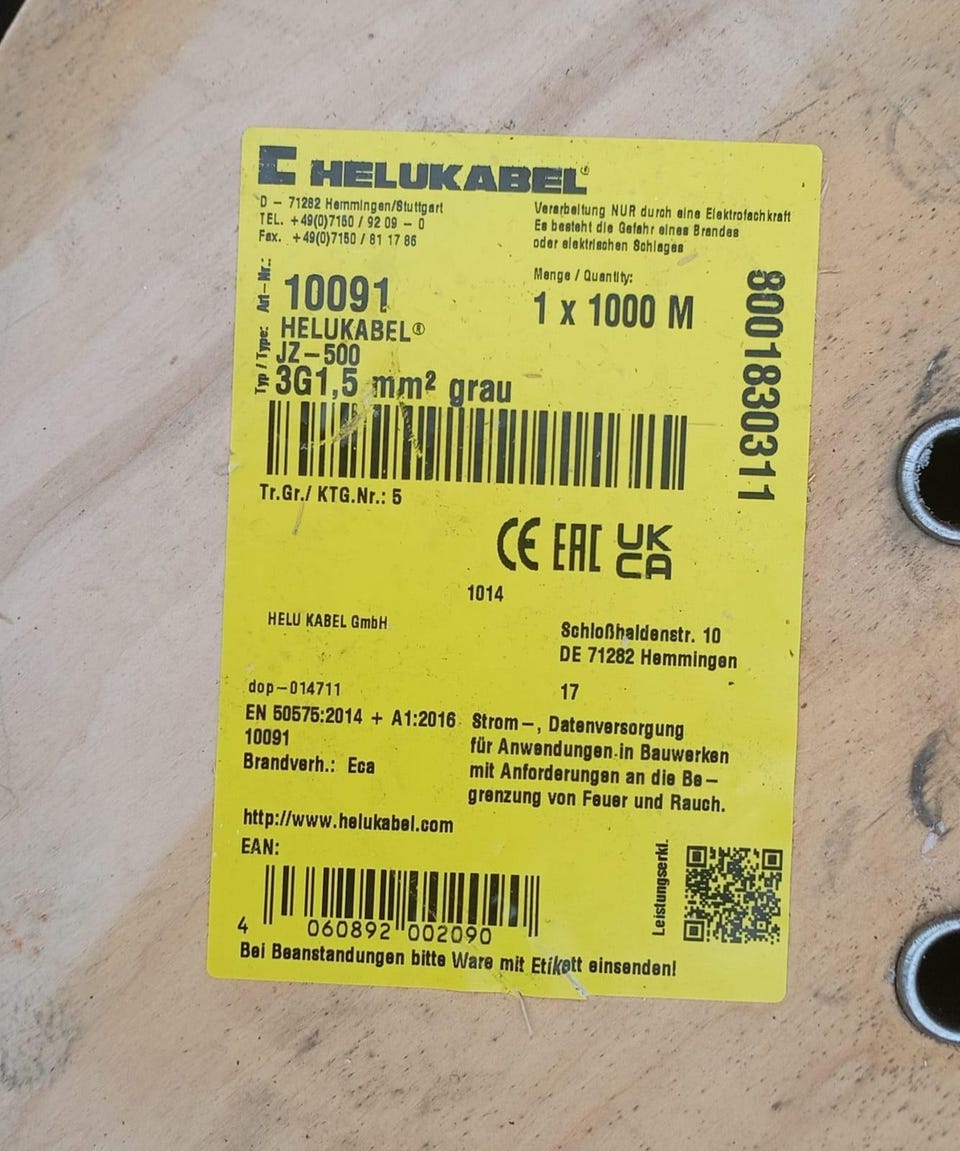 HELUKABEL®
D – 71282 Hemmingen/Stuttgart
TEL. +49(0)7150 / 92 09 – 0
Fax. +49(0)7150 / 81 17 86
Verarbeitung NUR durch eine Elektrofachkraft
Es besteht die Gefahr eines Brandes
oder elektrischen Schlages
Art–Nr.: 10091
Menge / Quantity:
1 x 1000 M
8001830311
Typ / Type: HELUKABEL®
JZ–500
3G1,5 mm² grau
Tr.Gr./ KTG.Nr.: 5
CE EAC UK
CA
1014
HELU KABEL GmbH
Schloßhaldenstr. 10
DE 71282 Hemmingen
17
dop–014711
EN 50575:2014 + A1:2016
10091
Brandverh.: Eca
Strom–, Datenversorgung
für Anwendungen in Bauwerken
mit Anforderungen an die Be–
grenzung von Feuer und Rauch.
http://www.helukabel.com
EAN:
4 060892 002090
Leistungserkl.
Bei Beanstandungen bitte Ware mit Etikett einsenden!